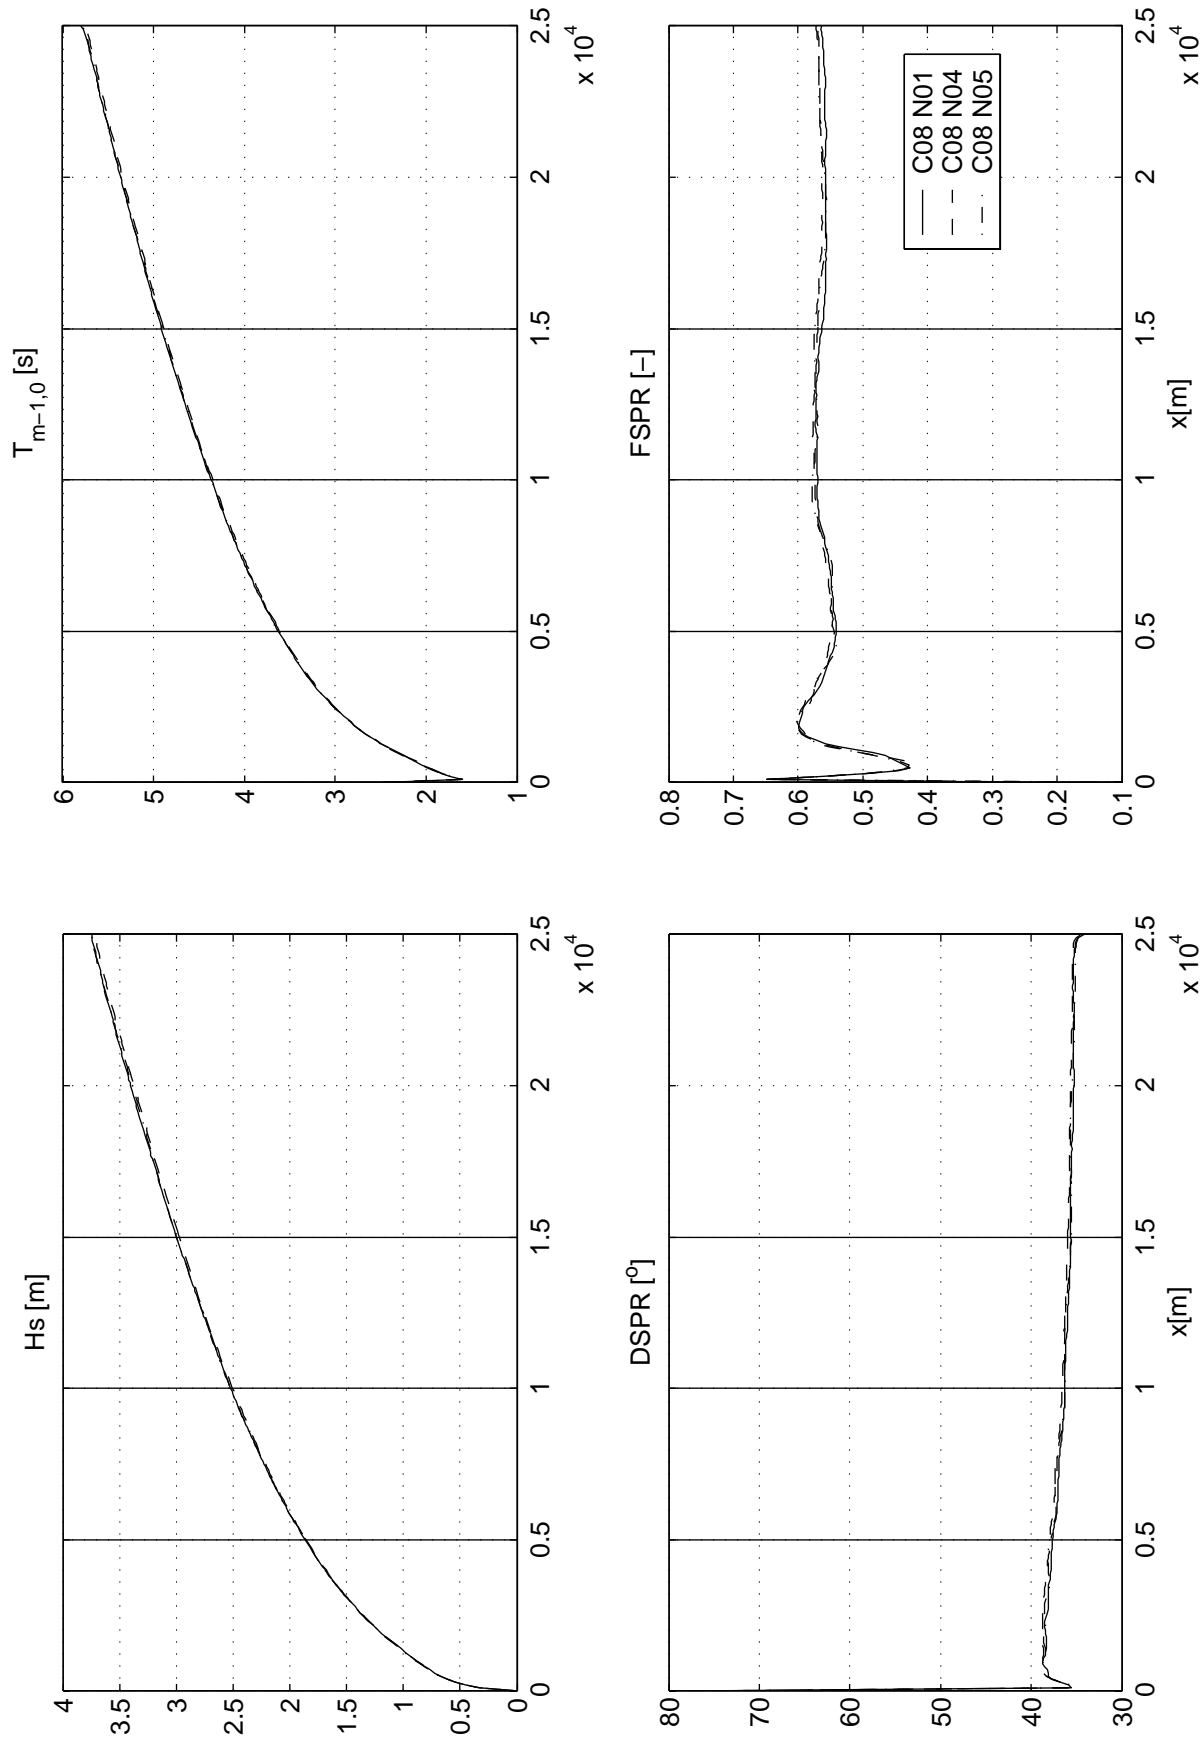 Hs [m]
4
3.5
3
2.5
2
1.5
1
0.5
0
0 0.5 1 1.5 2 2.5
x 10^4
T_{m−1,0} [s]
6
5
4
3
2
1
0 0.5 1 1.5 2 2.5
x 10^4
DSPR [°]
80
70
60
50
40
30
0 0.5 1 1.5 2 2.5
x[m]
x 10^4
FSPR [−]
0.8
0.7
0.6
0.5
0.4
0.3
0.2
0.1
0 0.5 1 1.5 2 2.5
x[m]
x 10^4
C08 N01
C08 N04
C08 N05